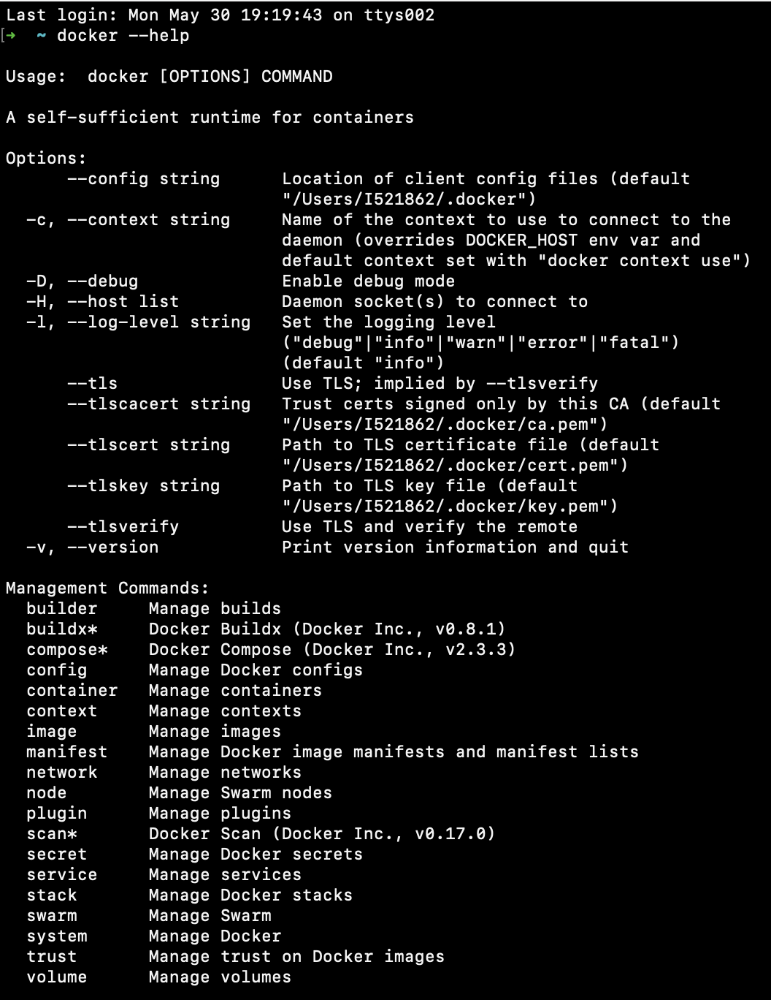 Last login: Mon May 30 19:19:43 on ttys002
[➜  ~ docker --help

Usage:  docker [OPTIONS] COMMAND

A self-sufficient runtime for containers

Options:
      --config string      Location of client config files (default
                           "/Users/I521862/.docker")
  -c, --context string     Name of the context to use to connect to the
                           daemon (overrides DOCKER_HOST env var and
                           default context set with "docker context use")
  -D, --debug              Enable debug mode
  -H, --host list          Daemon socket(s) to connect to
  -l, --log-level string   Set the logging level
                           ("debug"|"info"|"warn"|"error"|"fatal")
                           (default "info")
      --tls                Use TLS; implied by --tlsverify
      --tlscacert string   Trust certs signed only by this CA (default
                           "/Users/I521862/.docker/ca.pem")
      --tlscert string     Path to TLS certificate file (default
                           "/Users/I521862/.docker/cert.pem")
      --tlskey string      Path to TLS key file (default
                           "/Users/I521862/.docker/key.pem")
      --tlsverify          Use TLS and verify the remote
  -v, --version            Print version information and quit

Management Commands:
  builder     Manage builds
  buildx*     Docker Buildx (Docker Inc., v0.8.1)
  compose*    Docker Compose (Docker Inc., v2.3.3)
  config      Manage Docker configs
  container   Manage containers
  context     Manage contexts
  image       Manage images
  manifest    Manage Docker image manifests and manifest lists
  network     Manage networks
  node        Manage Swarm nodes
  plugin      Manage plugins
  scan*       Docker Scan (Docker Inc., v0.17.0)
  secret      Manage Docker secrets
  service     Manage services
  stack       Manage Docker stacks
  swarm       Manage Swarm
  system      Manage Docker
  trust       Manage trust on Docker images
  volume      Manage volumes